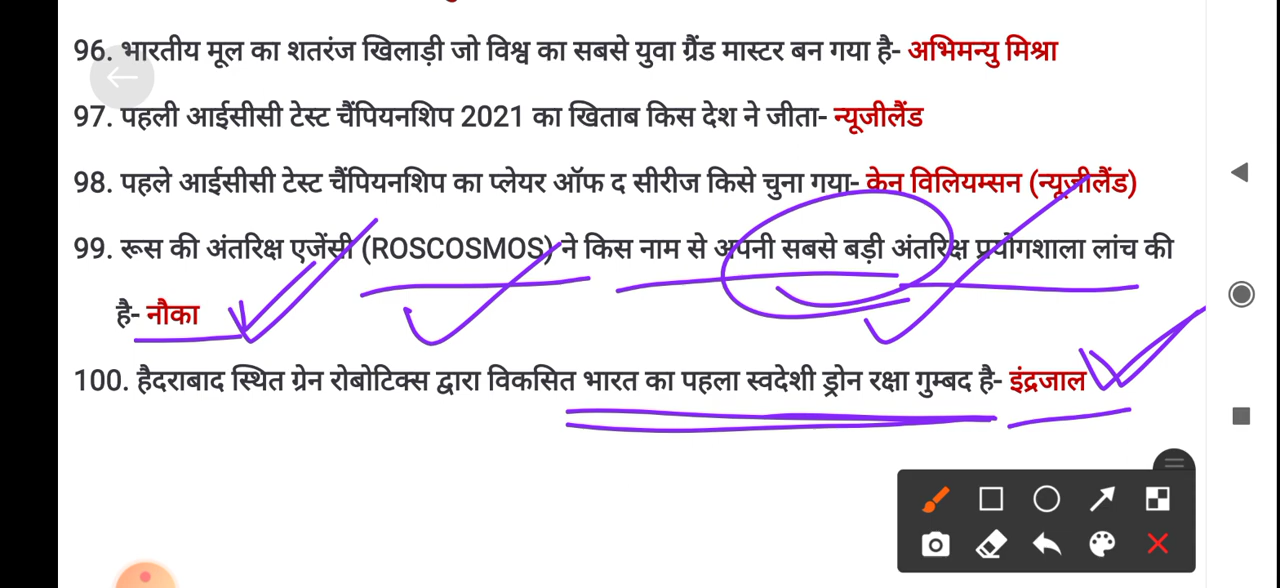 96. भारतीय मूल का शतरंज खिलाड़ी जो विश्व का सबसे युवा ग्रैंड मास्टर बन गया है- अभिमन्यु मिश्रा
97. पहली आईसीसी टेस्ट चैंपियनशिप 2021 का खिताब किस देश ने जीता- न्यूजीलैंड
98. पहले आईसीसी टेस्ट चैंपियनशिप का प्लेयर ऑफ द सीरीज किसे चुना गया- केन विलियम्सन (न्यूजीलैंड)
99. रूस की अंतरिक्ष एजेंसी (ROSCOSMOS) ने किस नाम से अपनी सबसे बड़ी अंतरिक्ष प्रयोगशाला लांच की
है- नौका
100. हैदराबाद स्थित ग्रेन रोबोटिक्स द्वारा विकसित भारत का पहला स्वदेशी ड्रोन रक्षा गुम्बद है- इंद्रजाल